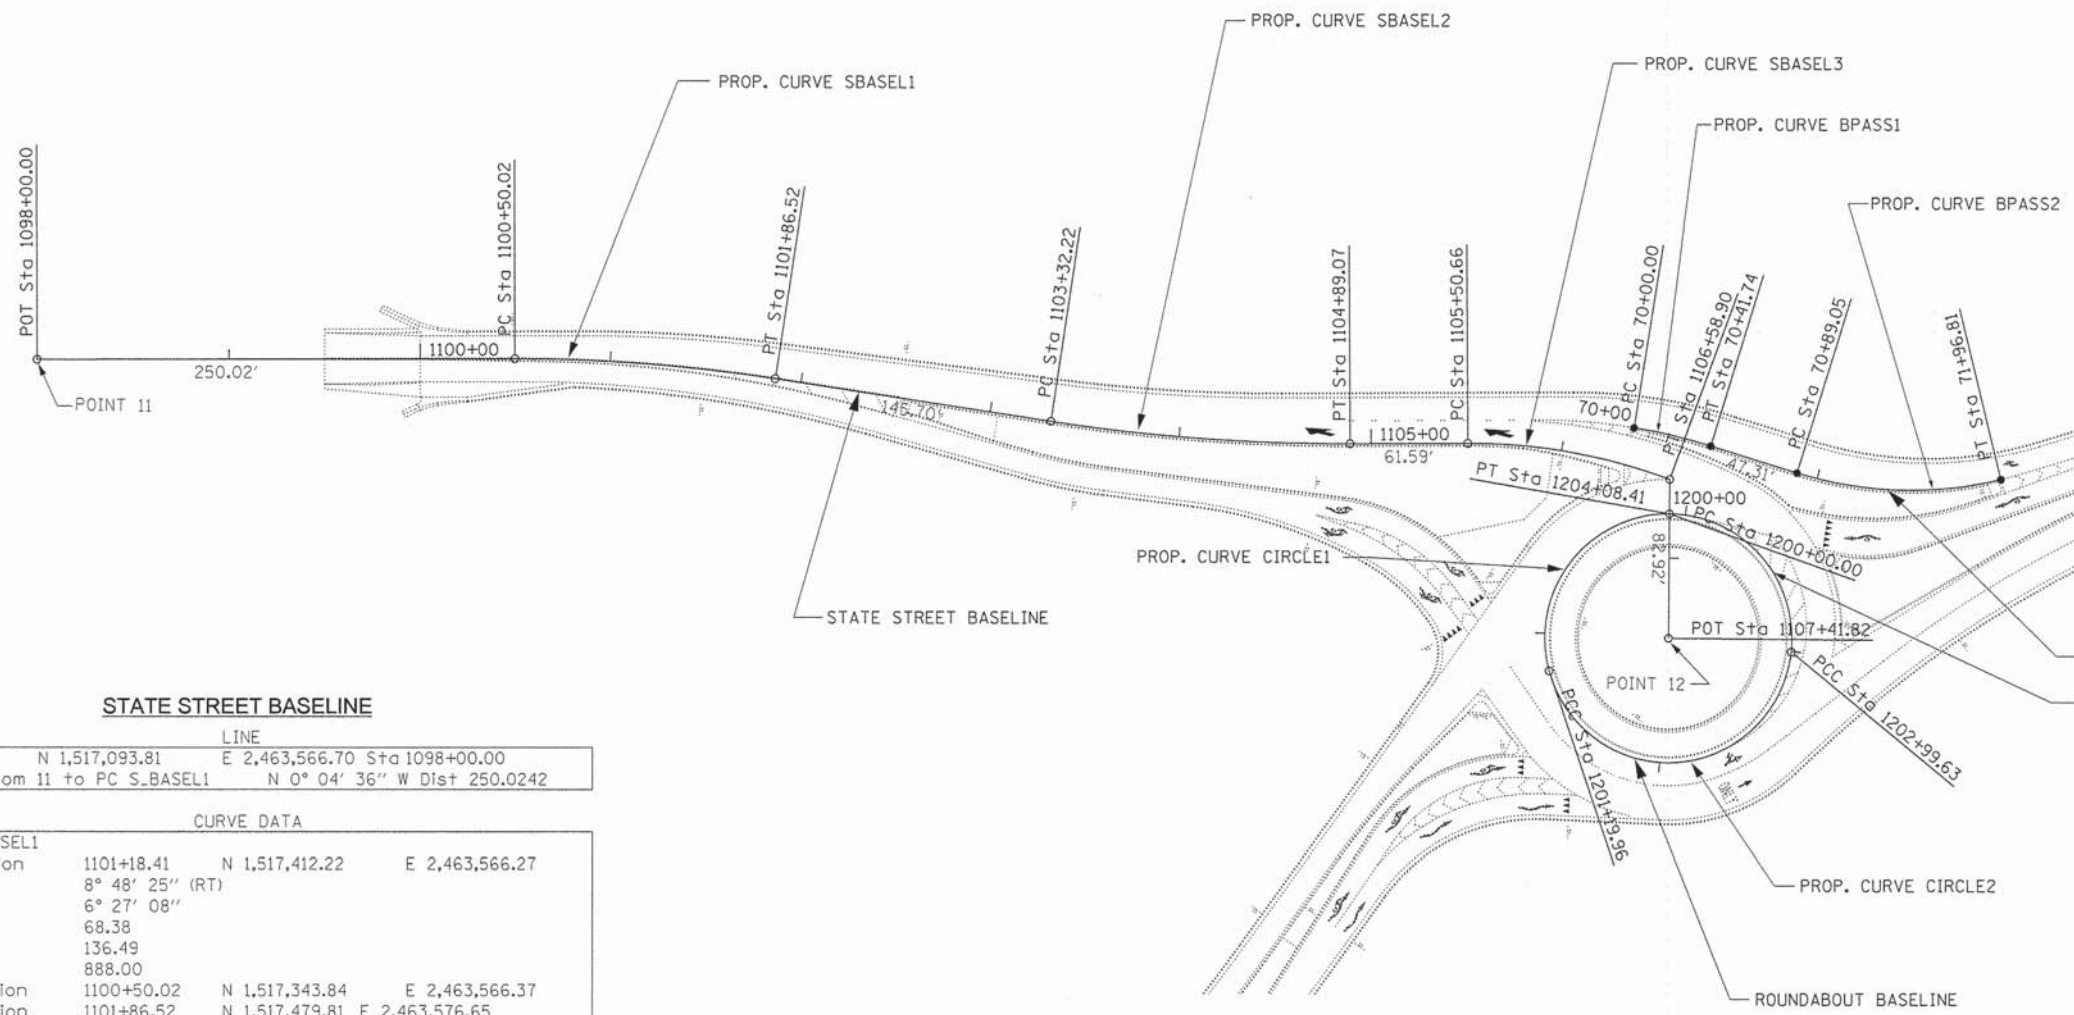 PROP. CURVE SBASEL2
PROP. CURVE SBASEL1
PROP. CURVE SBASEL3
PROP. CURVE BPASS1
PROP. CURVE BPASS2
POT Sta 1098+00.00
PC Sta 1100+50.02
PT Sta 1101+86.52
PC Sta 1103+32.22
PT Sta 1104+89.07
PC Sta 1105+50.66
PC Sta 70+00.00
PT Sta 1106+58.90
PT Sta 70+41.74
PC Sta 70+89.05
PT Sta 71+96.81
250.02'
1100+00
POINT 11
145.70'
1105+00
61.59'
70+00
47.31'
PT Sta 1204+08.41
1200+00
PC Sta 1200+00.00
82.92'
PROP. CURVE CIRCLE1
STATE STREET BASELINE
POT Sta 1107+41.82
POINT 12
PCC Sta 1202+99.63
PCC Sta 1201+19.96
PROP. CURVE CIRCLE2
ROUNDABOUT BASELINE
STATE STREET BASELINE
LINE
N 1,517,093.81 E 2,463,566.70 Sta 1098+00.00
om 11 to PC S_BASEL1 N 0° 04' 36" W Dist 250.0242
CURVE DATA
SEL1
ion 1101+18.41 N 1,517,412.22 E 2,463,566.27
8° 48' 25" (RT)
6° 27' 08"
68.38
136.49
888.00
ion 1100+50.02 N 1,517,343.84 E 2,463,566.37
ion 1101+86.52 N 1,517,479.81 E 2,463,576.65